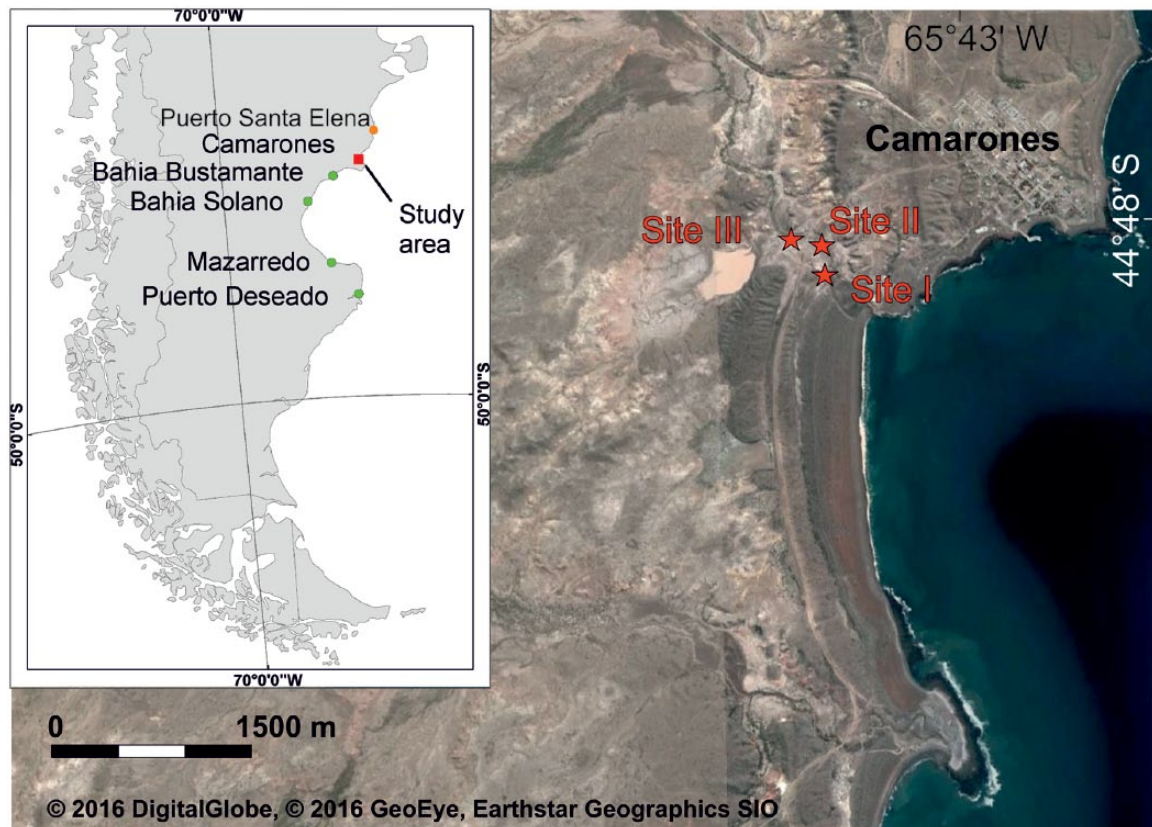 70°0'0"W
65°43' W
Puerto Santa Elena
Camarones
Bahia Bustamante
Bahia Solano
Study
area
Mazarredo
Puerto Deseado
50°0'0"S
50°0'0"S
70°0'0"W
Camarones
44°48' S
Site III
Site II
Site I
0 1500 m
© 2016 DigitalGlobe, © 2016 GeoEye, Earthstar Geographics SIO